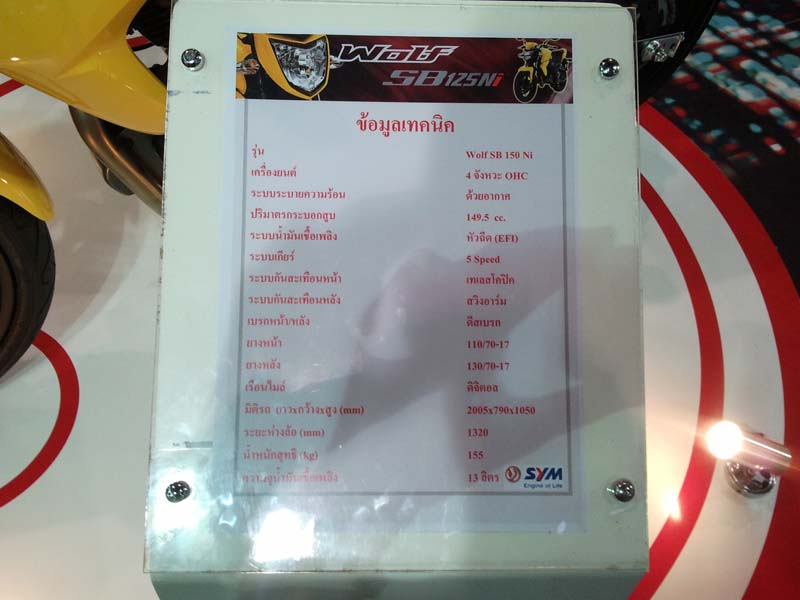 Wolf
SB125Ni
ข้อมูลเทคนิค
รุ่น Wolf SB 150 Ni
เครื่องยนต์ 4 จังหวะ OHC
ระบบระบายความร้อน ด้วยอากาศ
ปริมาตรกระบอกสูบ 149.5 cc.
ระบบน้ำมันเชื้อเพลิง หัวฉีด (EFI)
ระบบเกียร์ 5 Speed
ระบบกันสะเทือนหน้า เทเลสโคปิค
ระบบกันสะเทือนหลัง สวิงอาร์ม
เบรกหน้า/หลัง ดีสเบรก
ยางหน้า 110/70-17
ยางหลัง 130/70-17
เรือนไมล์ ดิจิตอล
มิติรถ ยาวxกว้างxสูง (mm) 2005x790x1050
ระยะห่างล้อ (mm) 1320
น้ำหนักสุทธิ (kg) 155
ความจุน้ำมันเชื้อเพลิง 13 ลิตร
SYM
Engine of Life